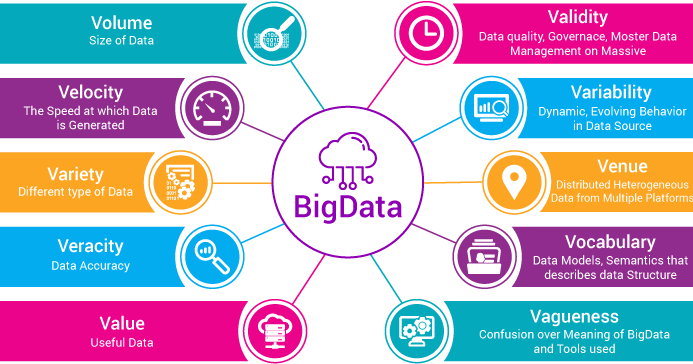 Volume
Size of Data
Velocity
The Speed at which Data
is Generated
Variety
Different type of Data
Veracity
Data Accuracy
Value
Useful Data
BigData
Validity
Data quality, Governace, Moster Data
Management on Massive
Variability
Dynamic, Evolving Behavior
in Data Source
Venue
Distributed Heterogeneous
Data from Multiple Platforms
Vocabulary
Data Models, Semantics that
describes data Structure
Vagueness
Confusion over Meaning of BigData
and Tools used